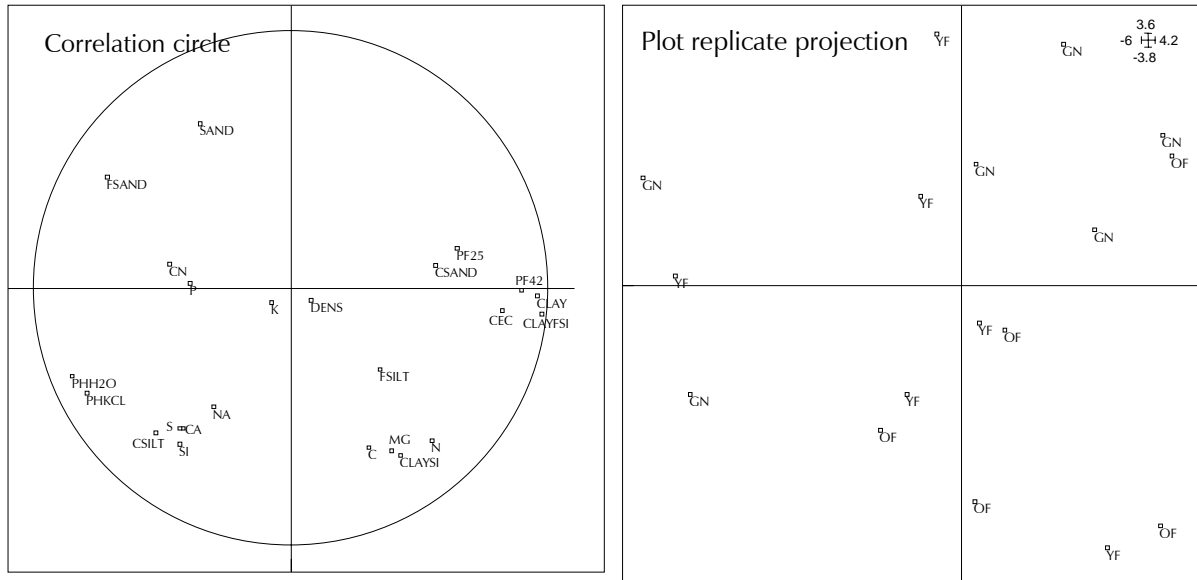 Correlation circle
SAND
FSAND
CN
P
K
DENS
PF25
CSAND
PF42
CLAY
CEC
CLAYFSI
PHH2O
PHKCL
FSILT
NA
S
CA
CSILT
SI
MG
N
C
CLAYSI
Plot replicate projection
3.6
-6
4.2
-3.8
YF
GN
GN
OF
GN
GN
YF
GN
YF
YF
OF
GN
YF
OF
OF
OF
YF